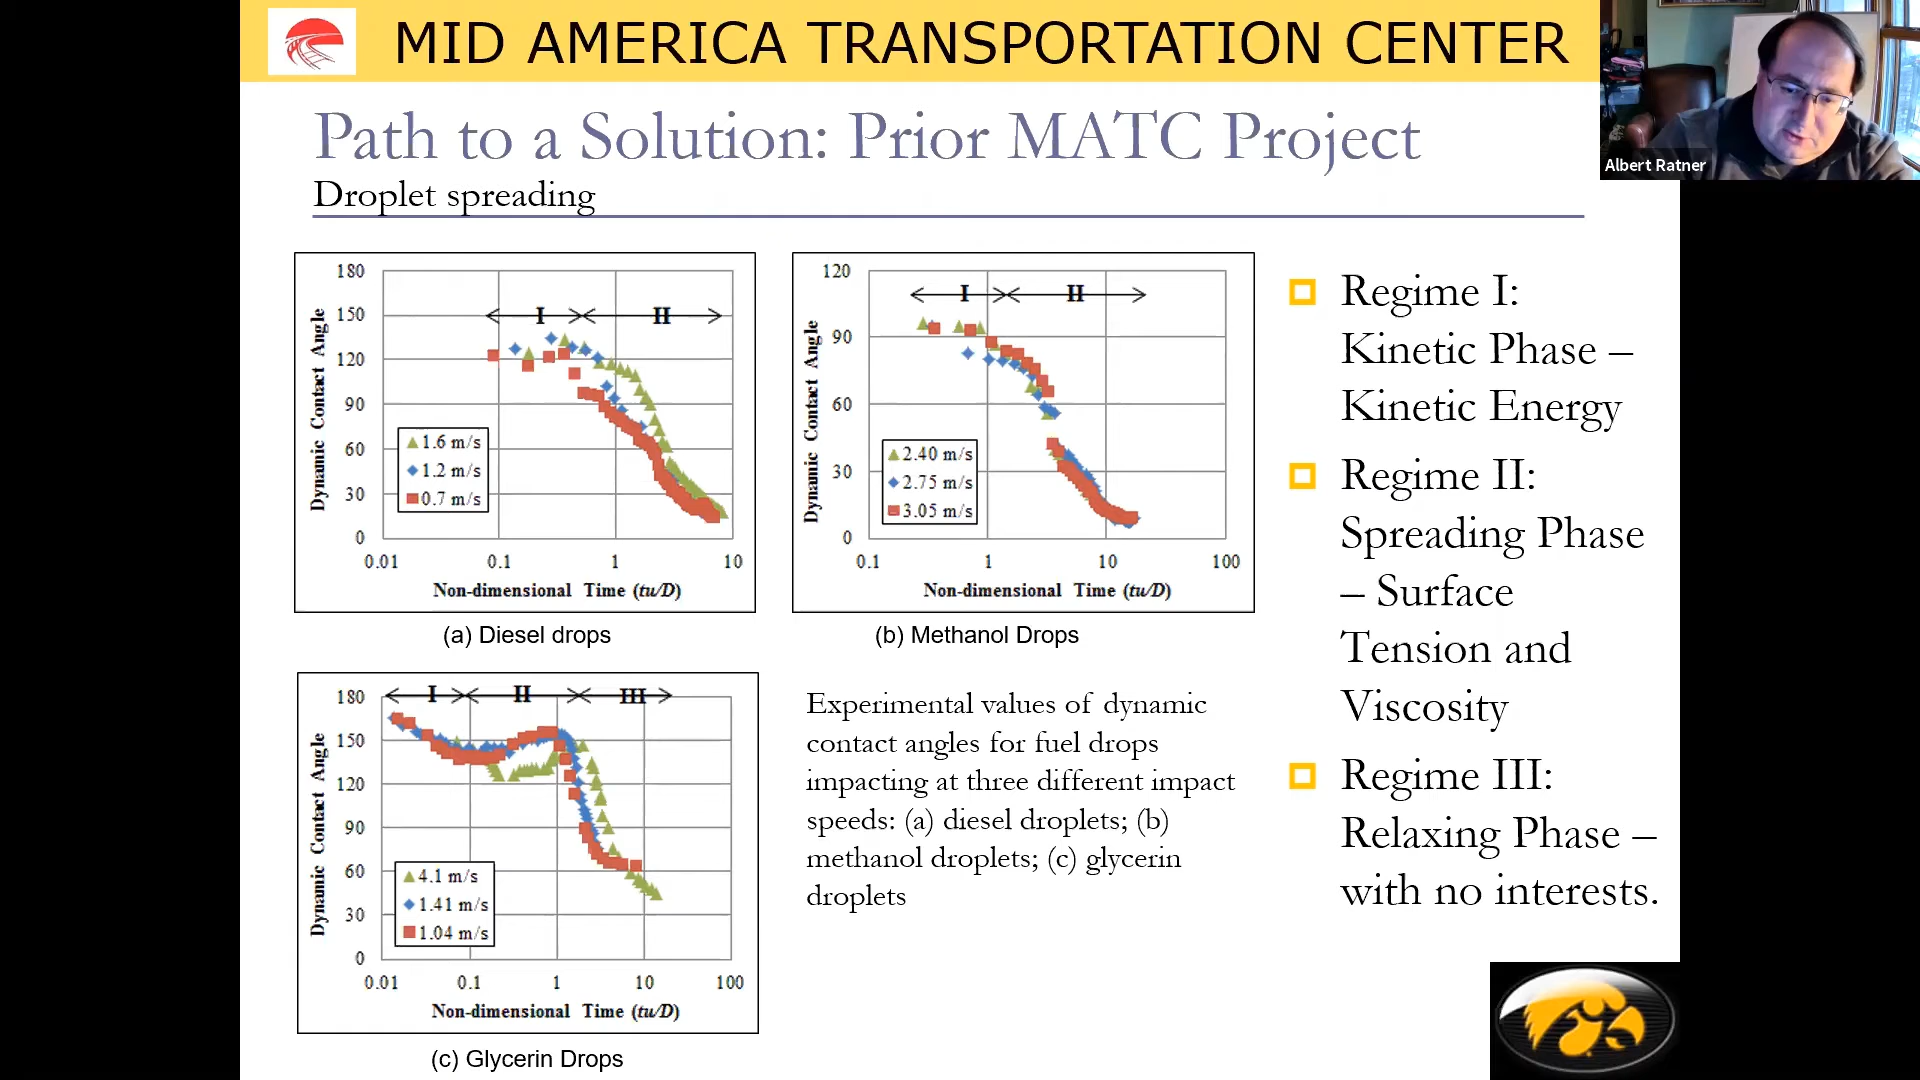 MID AMERICA TRANSPORTATION CENTER
Albert Ratner
Path to a Solution: Prior MATC Project
Droplet spreading
Dynamic Contact Angle
180
150
120
90
60
30
0
I
II
1.6 m/s
1.2 m/s
0.7 m/s
0.01
0.1
1
10
Non-dimensional Time (tu/D)
(a) Diesel drops
Dynamic Contact Angle
120
90
60
30
0
I
II
2.40 m/s
2.75 m/s
3.05 m/s
0.1
1
10
100
Non-dimensional Time (tu/D)
(b) Methanol Drops
Dynamic Contact Angle
180
150
120
90
60
30
0
I
II
III
4.1 m/s
1.41 m/s
1.04 m/s
0.01
0.1
1
10
100
Non-dimensional Time (tu/D)
(c) Glycerin Drops
Experimental values of dynamic
contact angles for fuel drops
impacting at three different impact
speeds: (a) diesel droplets; (b)
methanol droplets; (c) glycerin
droplets
Regime I:
Kinetic Phase –
Kinetic Energy
Regime II:
Spreading Phase
– Surface
Tension and
Viscosity
Regime III:
Relaxing Phase –
with no interests.